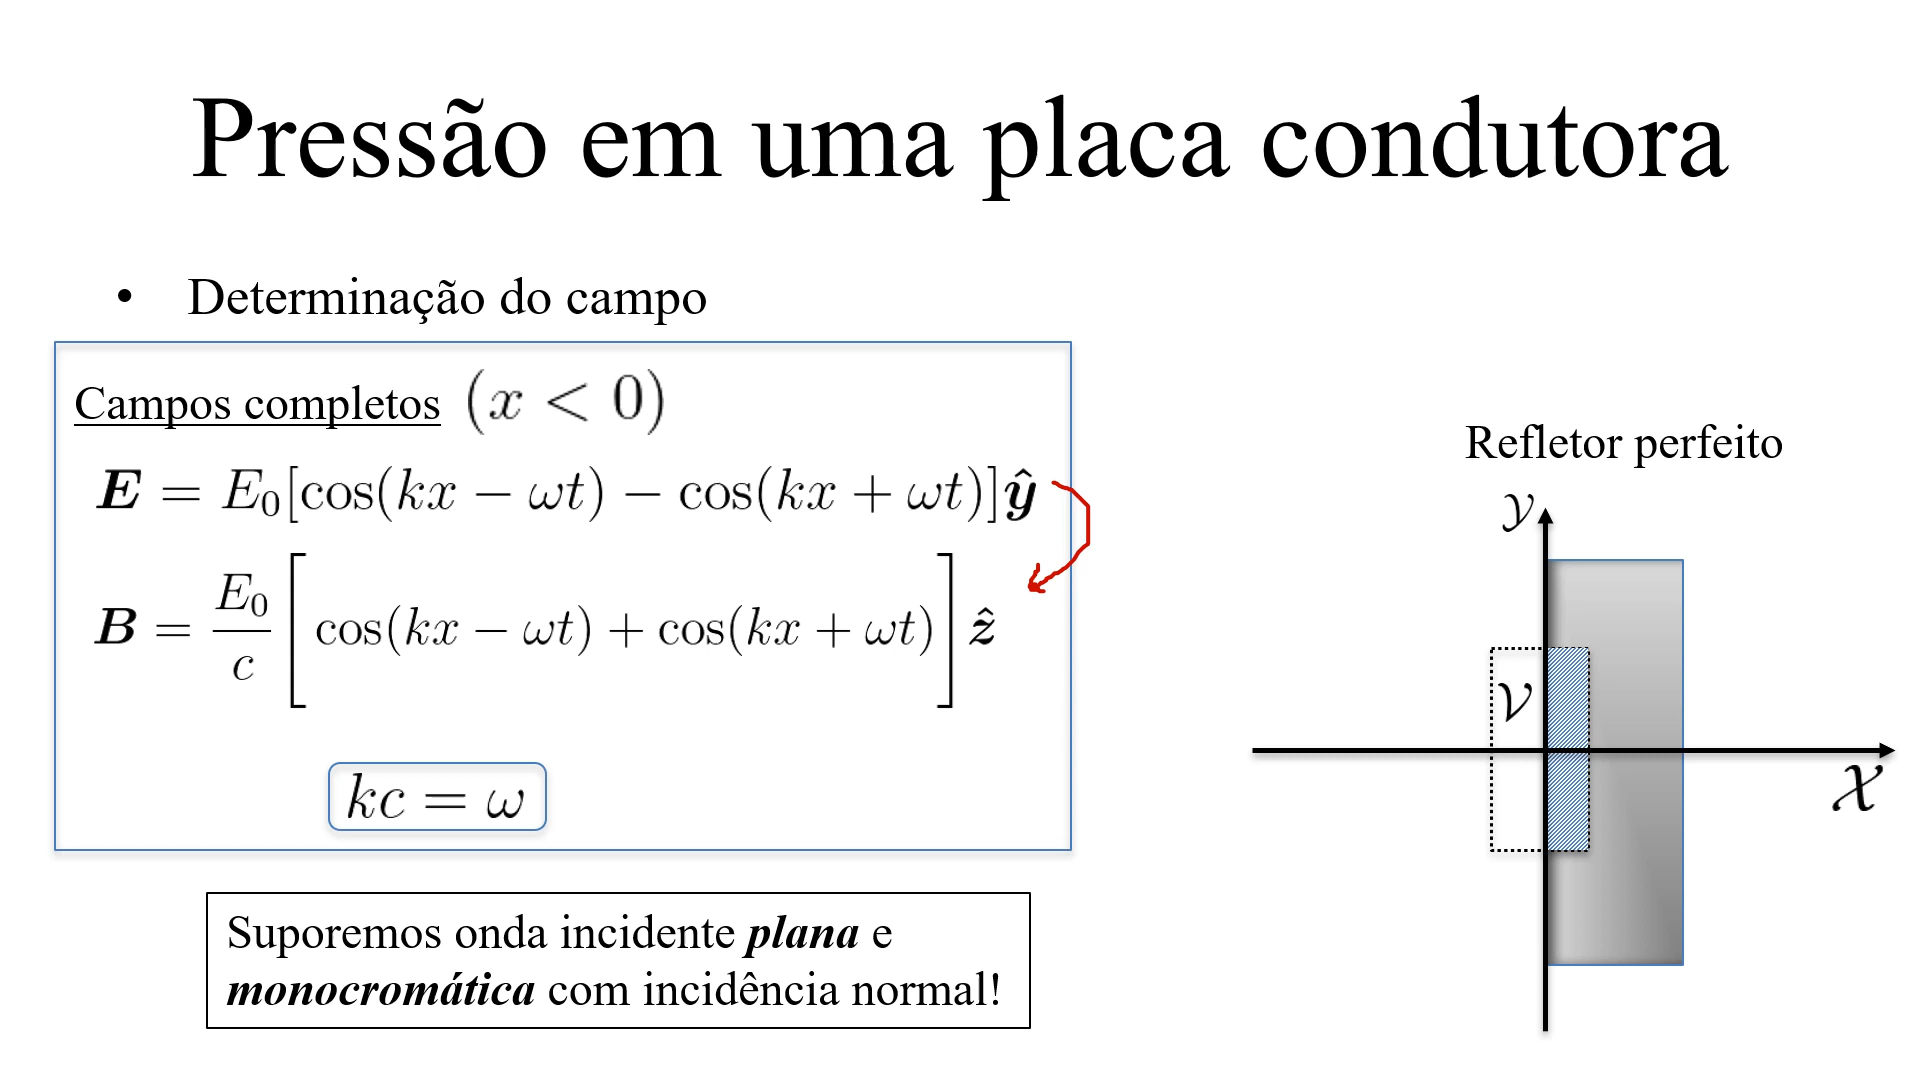 Pressão em uma placa condutora
• Determinação do campo
Campos completos (x < 0)
E = E₀[cos(kx − ωt) − cos(kx + ωt)]ŷ
B = E₀/c [cos(kx − ωt) + cos(kx + ωt)] ẑ
kc = ω
Suporemos onda incidente plana e
monocromática com incidência normal!
Refletor perfeito
𝒴
𝒱
𝒳